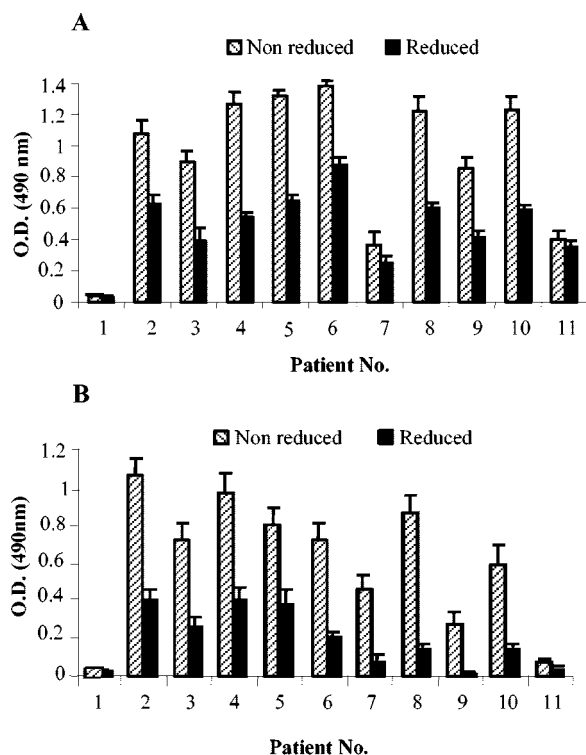 A
Non reduced Reduced
O.D. (490 nm)
1.4
1.2
1
0.8
0.6
0.4
0.2
0
1 2 3 4 5 6 7 8 9 10 11
Patient No.
B
Non reduced Reduced
O.D. (490nm)
1.2
1
0.8
0.6
0.4
0.2
0
1 2 3 4 5 6 7 8 9 10 11
Patient No.